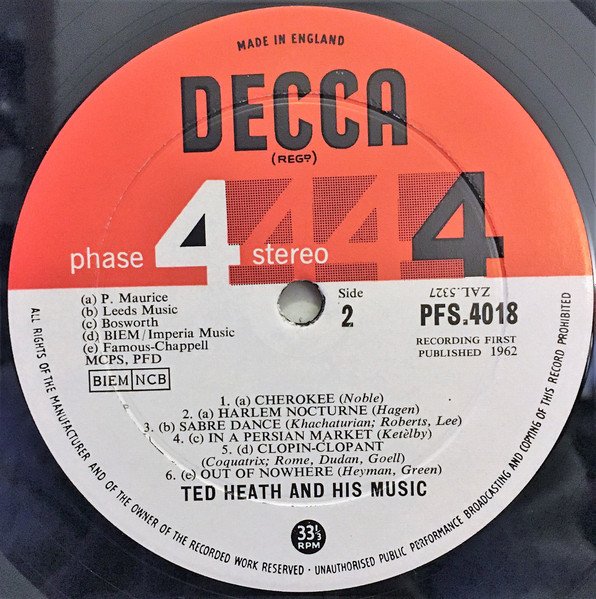 MADE IN ENGLAND
DECCA
(REGD)
4 4 4 4
phase 4 stereo
(a) P. Maurice
(b) Leeds Music
(c) Bosworth
(d) BIEM/Imperia Music
(e) Famous-Chappell
MCPS, PFD
BIEM NCB
Side
2
ZAL.5327
PFS.4018
RECORDING FIRST
PUBLISHED 1962
1. (a) CHEROKEE (Noble)
2. (a) HARLEM NOCTURNE (Hagen)
3. (b) SABRE DANCE (Khachaturian; Roberts, Lee)
4. (c) IN A PERSIAN MARKET (Ketèlby)
5. (d) CLOPIN-CLOPANT
(Coquatrix; Rome, Dudan, Goell)
6. (e) OUT OF NOWHERE (Heyman, Green)
TED HEATH AND HIS MUSIC
33⅓
RPM
ALL RIGHTS OF THE MANUFACTURER AND OF THE OWNER OF THE RECORDED WORK RESERVED · UNAUTHORISED PUBLIC PERFORMANCE BROADCASTING AND COPYING OF THIS RECORD PROHIBITED